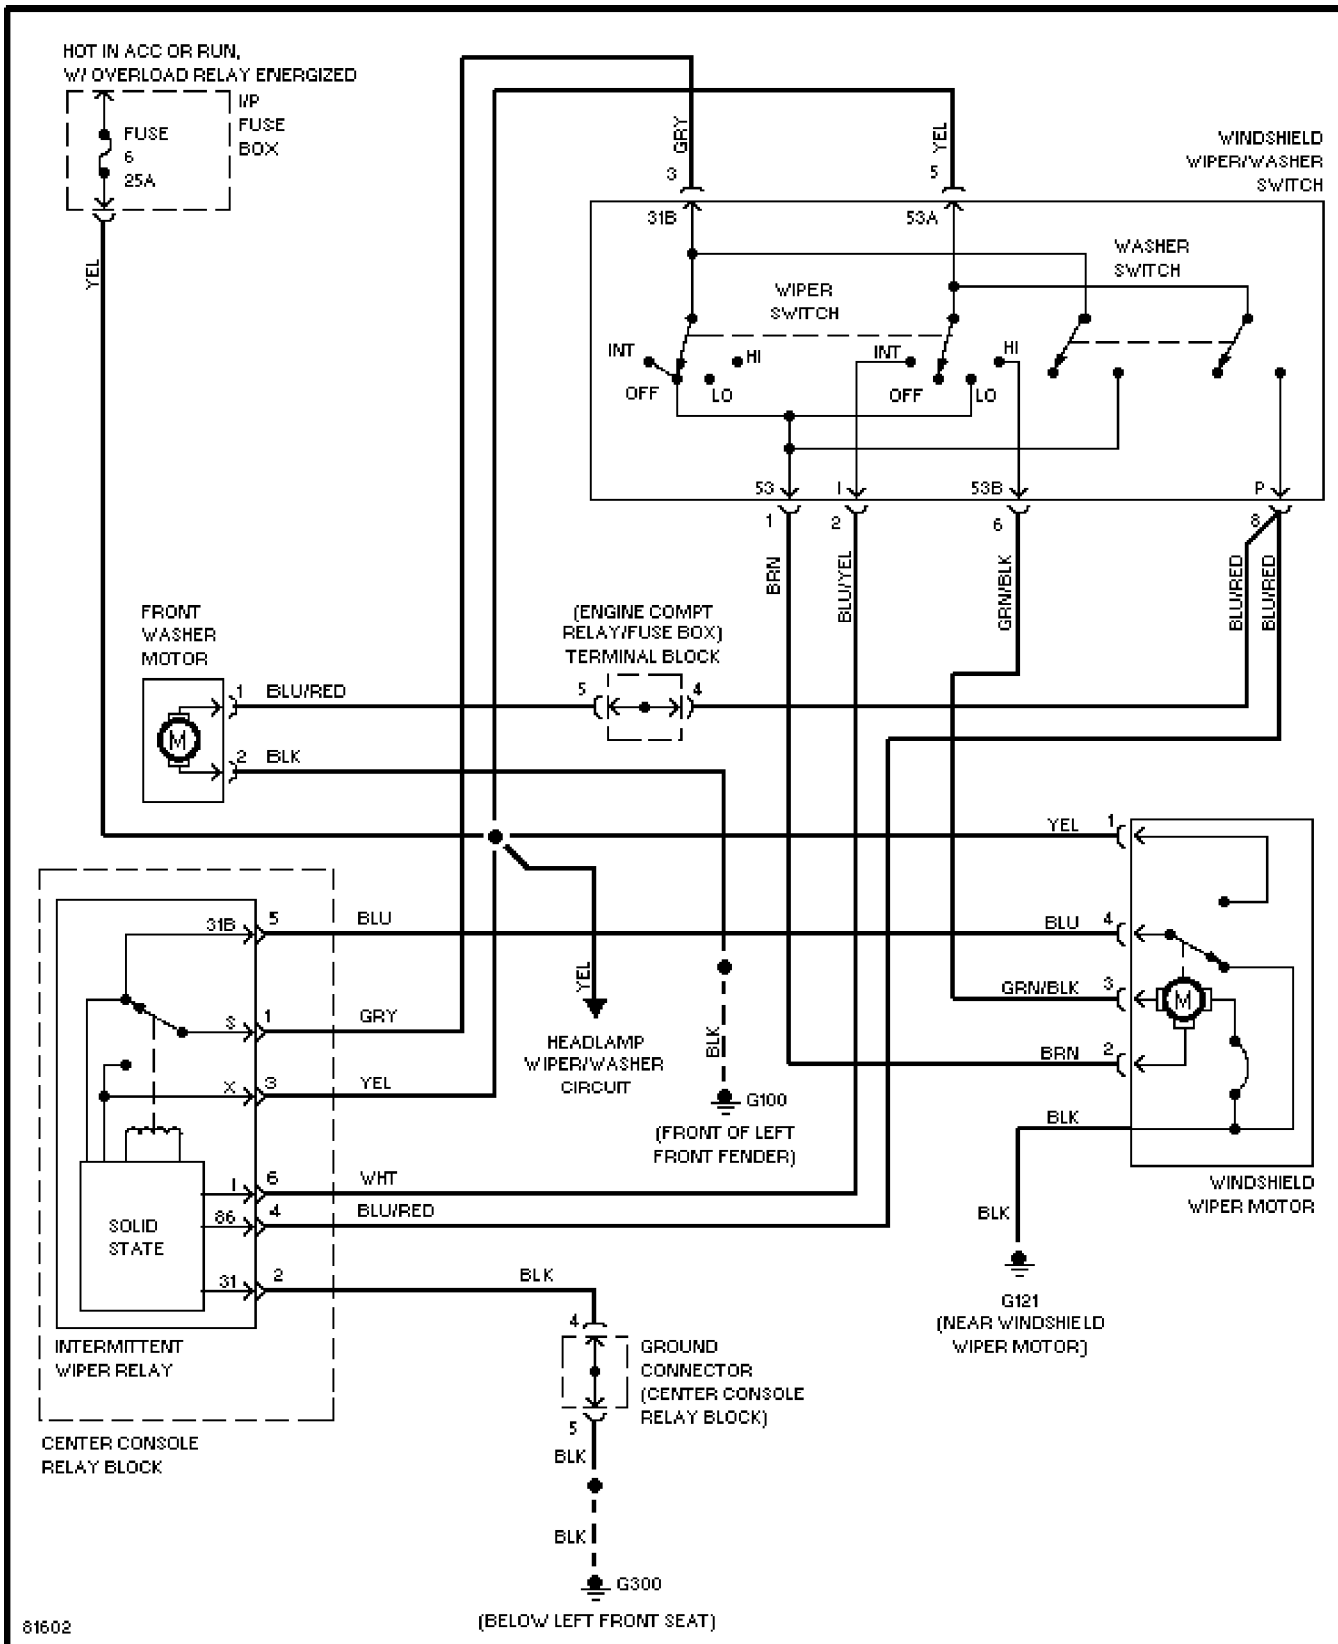 HOT IN ACC OR RUN,
W/ OVERLOAD RELAY ENERGIZED
I/P
FUSE
BOX
FUSE
6
25A
YEL
GRY
3
YEL
5
WINDSHIELD
WIPER/WASHER
SWITCH
31B
53A
WASHER
SWITCH
WIPER
SWITCH
INT
HI
OFF
LO
INT
HI
OFF
LO
53
I
53B
P
1
2
6
8
BRN
BLU/YEL
GRN/BLK
BLU/RED
BLU/RED
FRONT
WASHER
MOTOR
(ENGINE COMPT
RELAY/FUSE BOX)
TERMINAL BLOCK
1
BLU/RED
5
4
M
2
BLK
YEL
1
31B
5
BLU
BLU
4
S
1
GRY
GRN/BLK
3
M
X
3
YEL
BRN
2
YEL
HEADLAMP
WIPER/WASHER
CIRCUIT
BLK
G100
(FRONT OF LEFT
FRONT FENDER)
BLK
I
6
WHT
86
4
BLU/RED
SOLID
STATE
31
2
BLK
WINDSHIELD
WIPER MOTOR
BLK
G121
(NEAR WINDSHIELD
WIPER MOTOR)
INTERMITTENT
WIPER RELAY
4
GROUND
CONNECTOR
(CENTER CONSOLE
RELAY BLOCK)
5
CENTER CONSOLE
RELAY BLOCK
BLK
BLK
G300
(BELOW LEFT FRONT SEAT)
81602